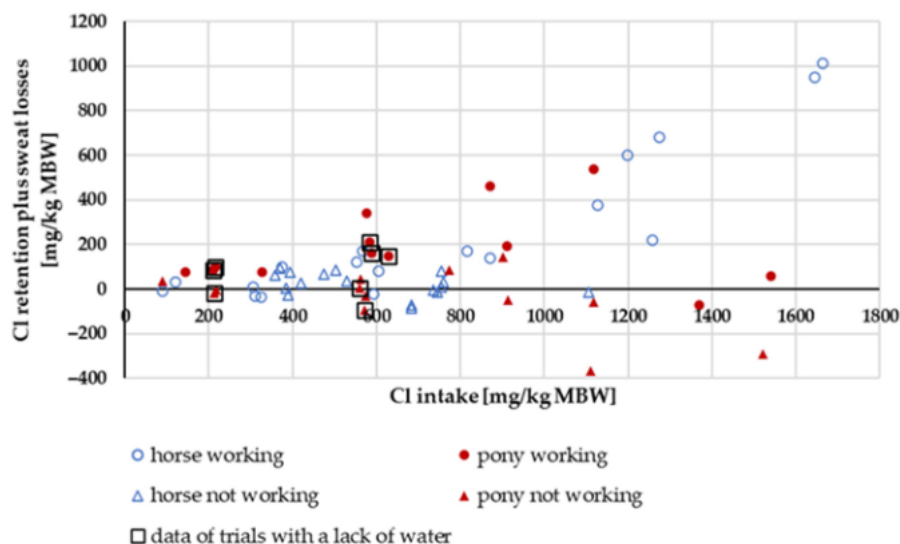 1200
1000
800
600
400
200
0
−200
−400
Cl retention plus sweat losses
[mg/kg MBW]
0 200 400 600 800 1000 1200 1400 1600 1800
Cl intake [mg/kg MBW]
horse working
pony working
horse not working
pony not working
data of trials with a lack of water